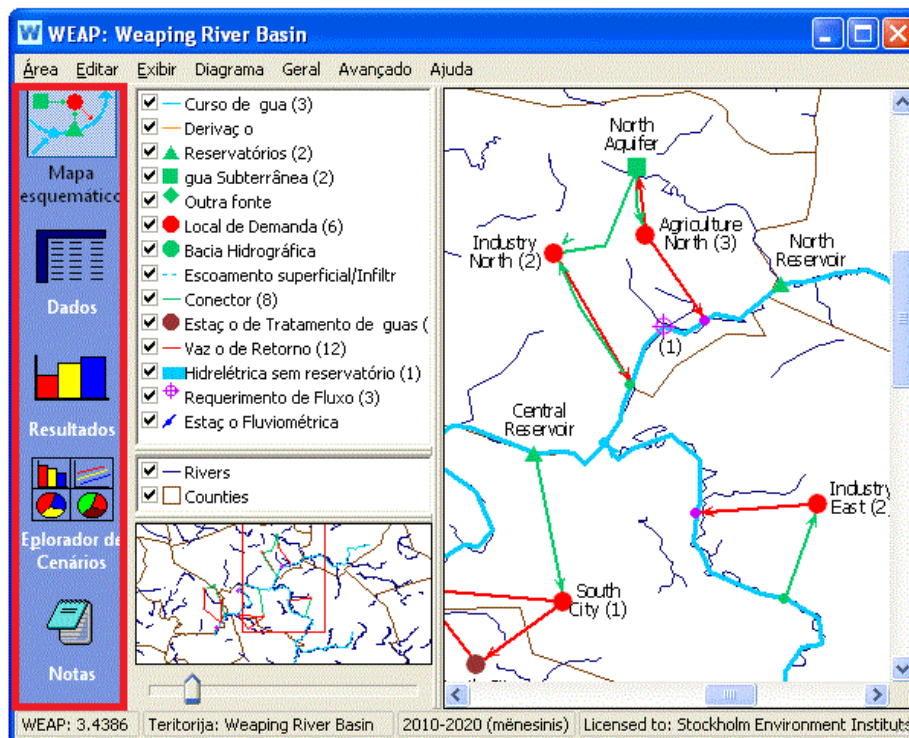 WEAP: Weaping River Basin
Área Editar Exibir Diagrama Geral Avançado Ajuda
Mapa
esquemático
Dados
Resultados
Eplorador de
Cenários
Notas
Curso de gua (3)
Derivaç o
Reservatórios (2)
gua Subterrânea (2)
Outra fonte
Local de Demanda (6)
Bacia Hidrográfica
Escoamento superficial/Infiltr
Conector (8)
Estaç o de Tratamento de guas (
Vaz o de Retorno (12)
Hidrelétrica sem reservatório (1)
Requerimento de Fluxo (3)
Estaç o Fluviométrica
Rivers
Counties
North
Aquifer
Agriculture
North (3)
Industry
North (2)
North
Reservoir
(1)
Central
Reservoir
Industry
East (2
South
City (1)
WEAP: 3.4386 Teritorija: Weaping River Basin 2010-2020 (mėnesinis) Licensed to: Stockholm Environment Instituts